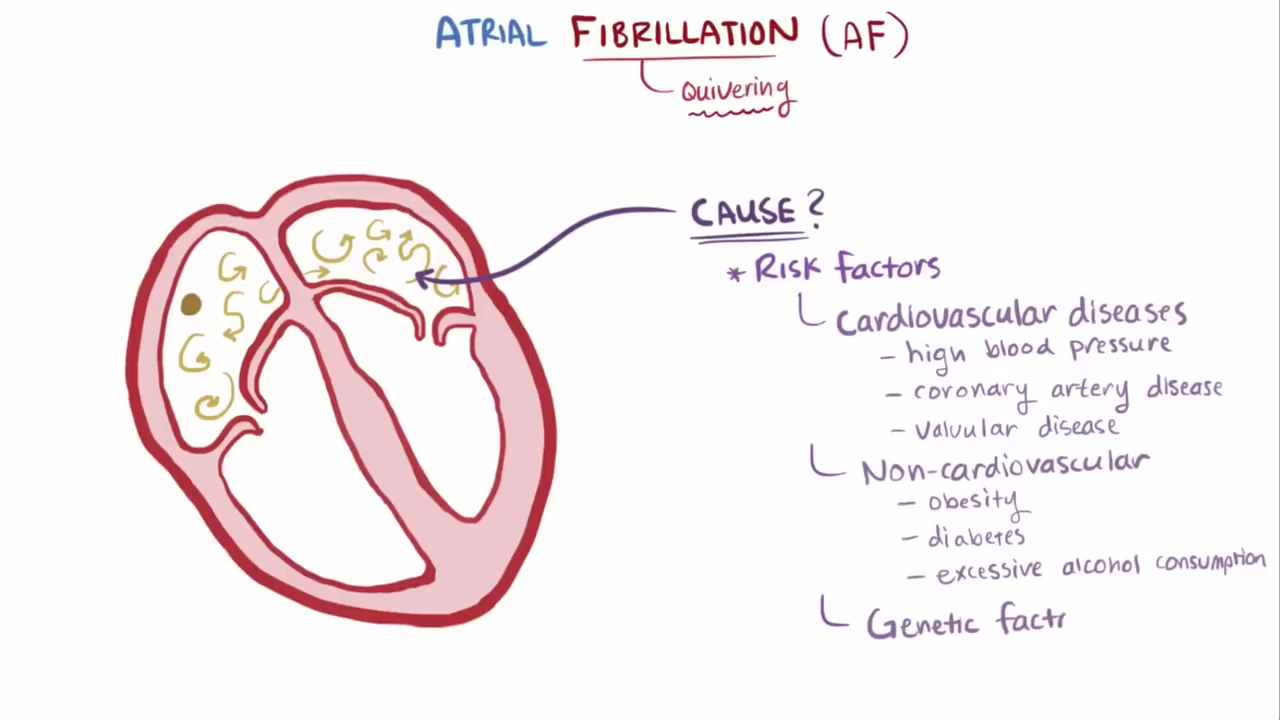 ATRIAL FIBRILLATION (AF)
Quivering
CAUSE?
* RISK factors
Cardiovascular diseases
- high blood pressure
- coronary artery disease
- valvular disease
Non-cardiovascular
- obesity
- diabetes
- excessive alcohol consumption
Genetic factr